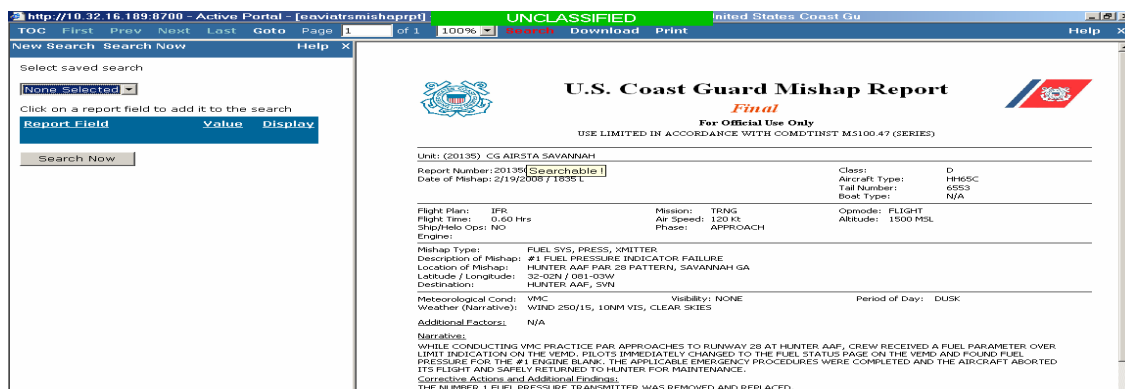 http://10.32.16.189:8700 - Active Portal - [eaviatrsmishaprpt] - UNCLASSIFIED nited States Coast Gu
TOC First Prev Next Last Goto Page 1 of 1 100% Search Download Print Help X
New Search Search Now Help X
Select saved search
None Selected
Click on a report field to add it to the search
Report Field Value Display
Search Now
U.S. Coast Guard Mishap Report
Final
For Official Use Only
USE LIMITED IN ACCORDANCE WITH COMDTINST M5100.47 (SERIES)
Unit: (20135) CG AIRSTA SAVANNAH
Report Number: 20135 Searchable ! Class: D
Date of Mishap: 2/19/2008 / 1835 L Aircraft Type: HH65C
Tail Number: 6553
Boat Type: N/A
Flight Plan: IFR Mission: TRNG Opmode: FLIGHT
Flight Time: 0.60 Hrs Air Speed: 120 Kt Altitude: 1500 MSL
Ship/Helo Ops: NO Phase: APPROACH
Engine:
Mishap Type: FUEL SYS, PRESS, XMITTER
Description of Mishap: #1 FUEL PRESSURE INDICATOR FAILURE
Location of Mishap: HUNTER AAF PAR 28 PATTERN, SAVANNAH GA
Latitude / Longitude: 32-02N / 081-03W
Destination: HUNTER AAF, SVN
Meteorological Cond: VMC Visibility: NONE Period of Day: DUSK
Weather (Narrative): WIND 250/15, 10NM VIS, CLEAR SKIES
Additional Factors: N/A
Narrative:
WHILE CONDUCTING VMC PRACTICE PAR APPROACHES TO RUNWAY 28 AT HUNTER AAF, CREW RECEIVED A FUEL PARAMETER OVER
LIMIT INDICATION ON THE VEMD. PILOTS IMMEDIATELY CHANGED TO THE FUEL STATUS PAGE ON THE VEMD AND FOUND FUEL
PRESSURE FOR THE #1 ENGINE BLANK. THE APPLICABLE EMERGENCY PROCEDURES WERE COMPLETED AND THE AIRCRAFT ABORTED
ITS FLIGHT AND SAFELY RETURNED TO HUNTER FOR MAINTENANCE.
Corrective Actions and Additional Findings:
THE NUMBER 1 FUEL PRESSURE TRANSMITTER WAS REMOVED AND REPLACED